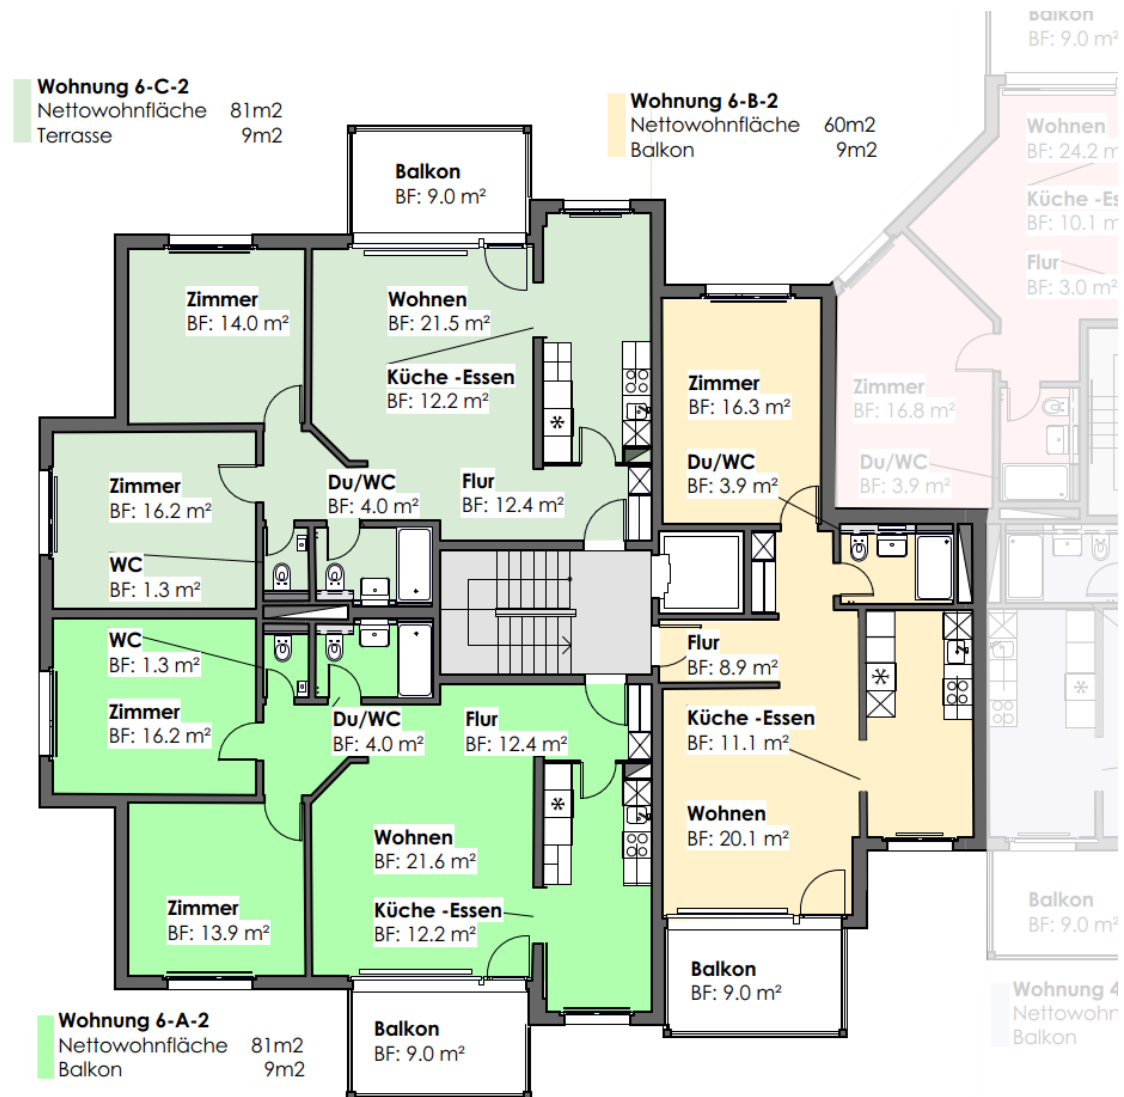 Wohnung 6-C-2
Nettowohnfläche 81m2
Terrasse 9m2
Wohnung 6-B-2
Nettowohnfläche 60m2
Balkon 9m2
Balkon
BF: 9.0 m²
Balkon
BF: 9.0 m²
Wohnen
BF: 24.2 m
Küche -Es
BF: 10.1 m
Flur
BF: 3.0 m²
Zimmer
BF: 16.8 m²
Du/WC
BF: 3.9 m²
Zimmer
BF: 14.0 m²
Wohnen
BF: 21.5 m²
Küche -Essen
BF: 12.2 m²
Zimmer
BF: 16.3 m²
Du/WC
BF: 3.9 m²
Zimmer
BF: 16.2 m²
Du/WC
BF: 4.0 m²
Flur
BF: 12.4 m²
WC
BF: 1.3 m²
WC
BF: 1.3 m²
Zimmer
BF: 16.2 m²
Du/WC
BF: 4.0 m²
Flur
BF: 12.4 m²
Flur
BF: 8.9 m²
Küche -Essen
BF: 11.1 m²
Wohnen
BF: 20.1 m²
Wohnen
BF: 21.6 m²
Küche -Essen
BF: 12.2 m²
Zimmer
BF: 13.9 m²
Balkon
BF: 9.0 m²
Balkon
BF: 9.0 m²
Balkon
BF: 9.0 m²
Wohnung 6-A-2
Nettowohnfläche 81m2
Balkon 9m2
Wohnung 4
Nettowohn
Balkon